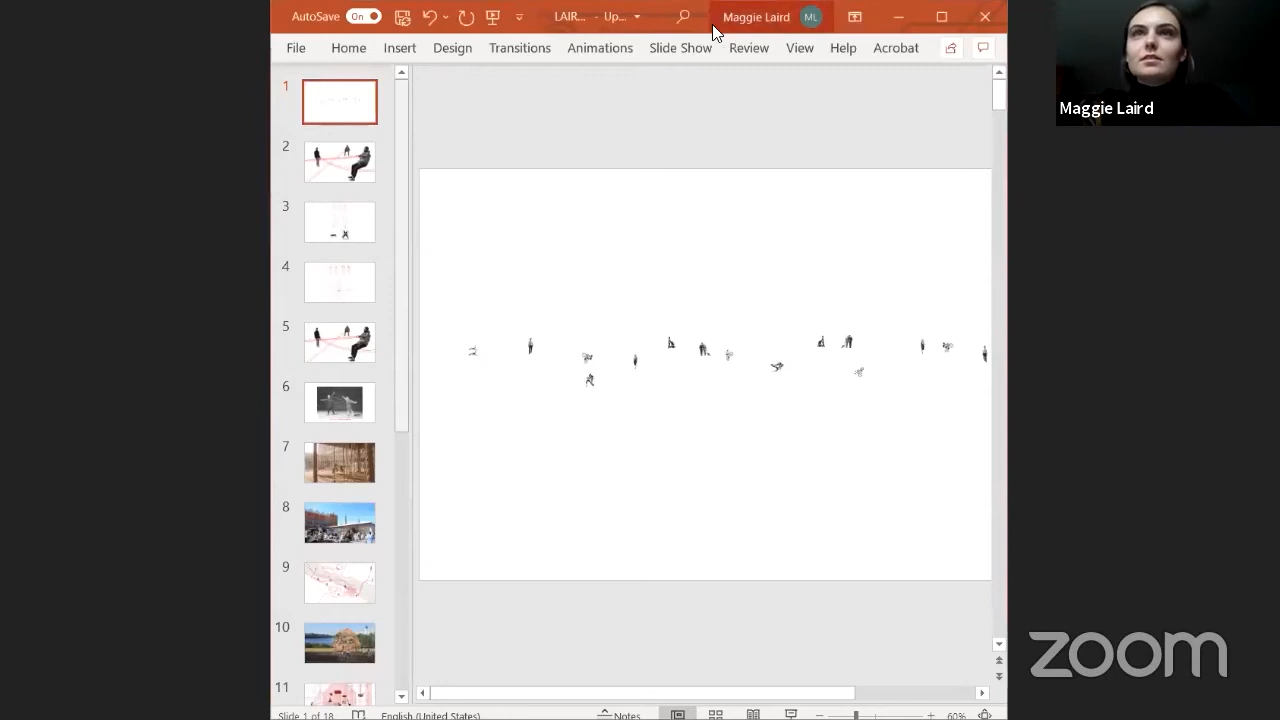 AutoSave On LAIR... - Up... Maggie Laird ML
File Home Insert Design Transitions Animations Slide Show Review View Help Acrobat
Maggie Laird
1
2
3
4
5
6
7
8
9
10
11
zoom
Slide 1 of 18 English (United States) Notes 60%